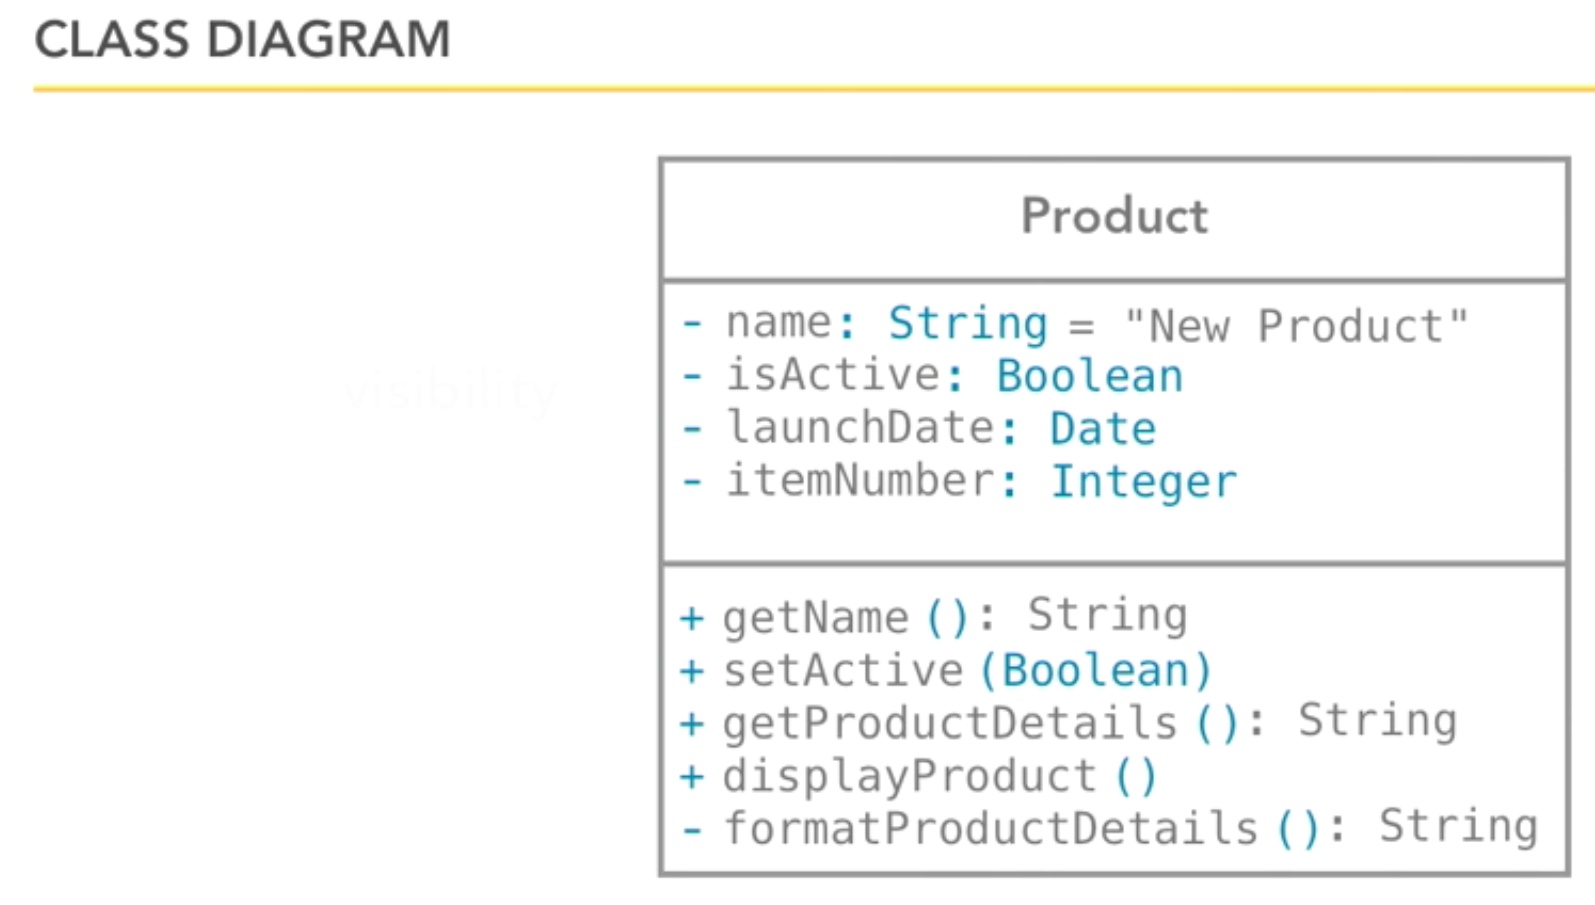 CLASS DIAGRAM
Product
visibility
- name: String = "New Product"
- isActive: Boolean
- launchDate: Date
- itemNumber: Integer
+ getName (): String
+ setActive (Boolean)
+ getProductDetails (): String
+ displayProduct ()
- formatProductDetails (): String